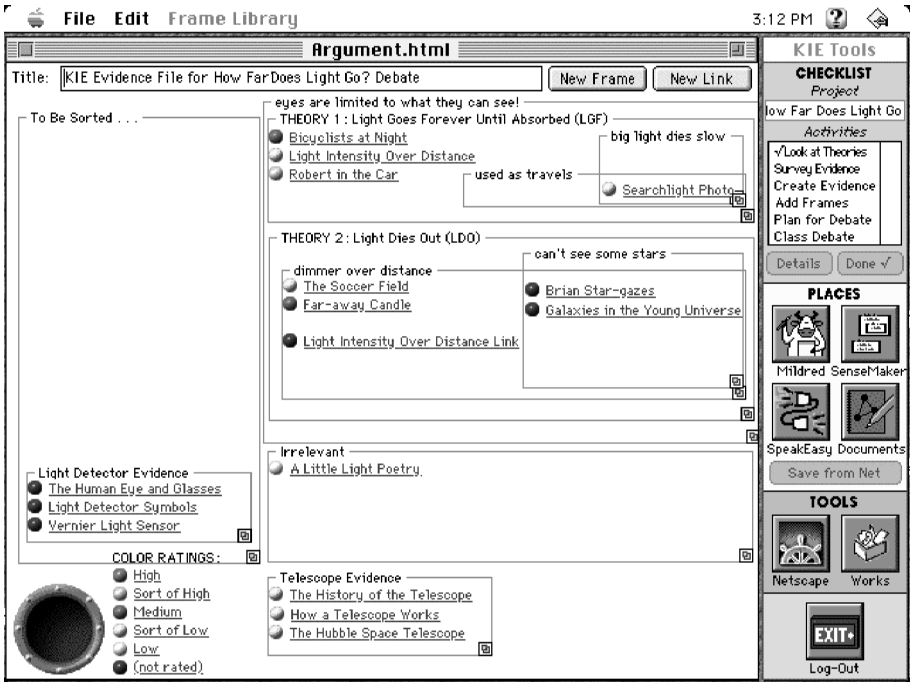 File Edit Frame Library 3:12 PM
Argument.html
Title: KIE Evidence File for How Far Does Light Go? Debate
New Frame New Link
To Be Sorted . . .
Light Detector Evidence
The Human Eye and Glasses
Light Detector Symbols
Vernier Light Sensor
COLOR RATINGS:
High
Sort of High
Medium
Sort of Low
Low
(not rated)
eyes are limited to what they can see!
THEORY 1: Light Goes Forever Until Absorbed (LGF)
Bicyclists at Night
Light Intensity Over Distance
Robert in the Car
used as travels
big light dies slow
Searchlight Photo
THEORY 2: Light Dies Out (LDO)
dimmer over distance
The Soccer Field
Far-away Candle
Light Intensity Over Distance Link
can't see some stars
Brian Star-gazes
Galaxies in the Young Universe
Irrelevant
A Little Light Poetry
Telescope Evidence
The History of the Telescope
How a Telescope Works
The Hubble Space Telescope
KIE Tools
CHECKLIST
Project
low Far Does Light Go
Activities
√Look at Theories
Survey Evidence
Create Evidence
Add Frames
Plan for Debate
Class Debate
Details Done √
PLACES
Mildred SenseMaker
SpeakEasy Documents
Save from Net
TOOLS
Netscape Works
EXIT
Log-Out